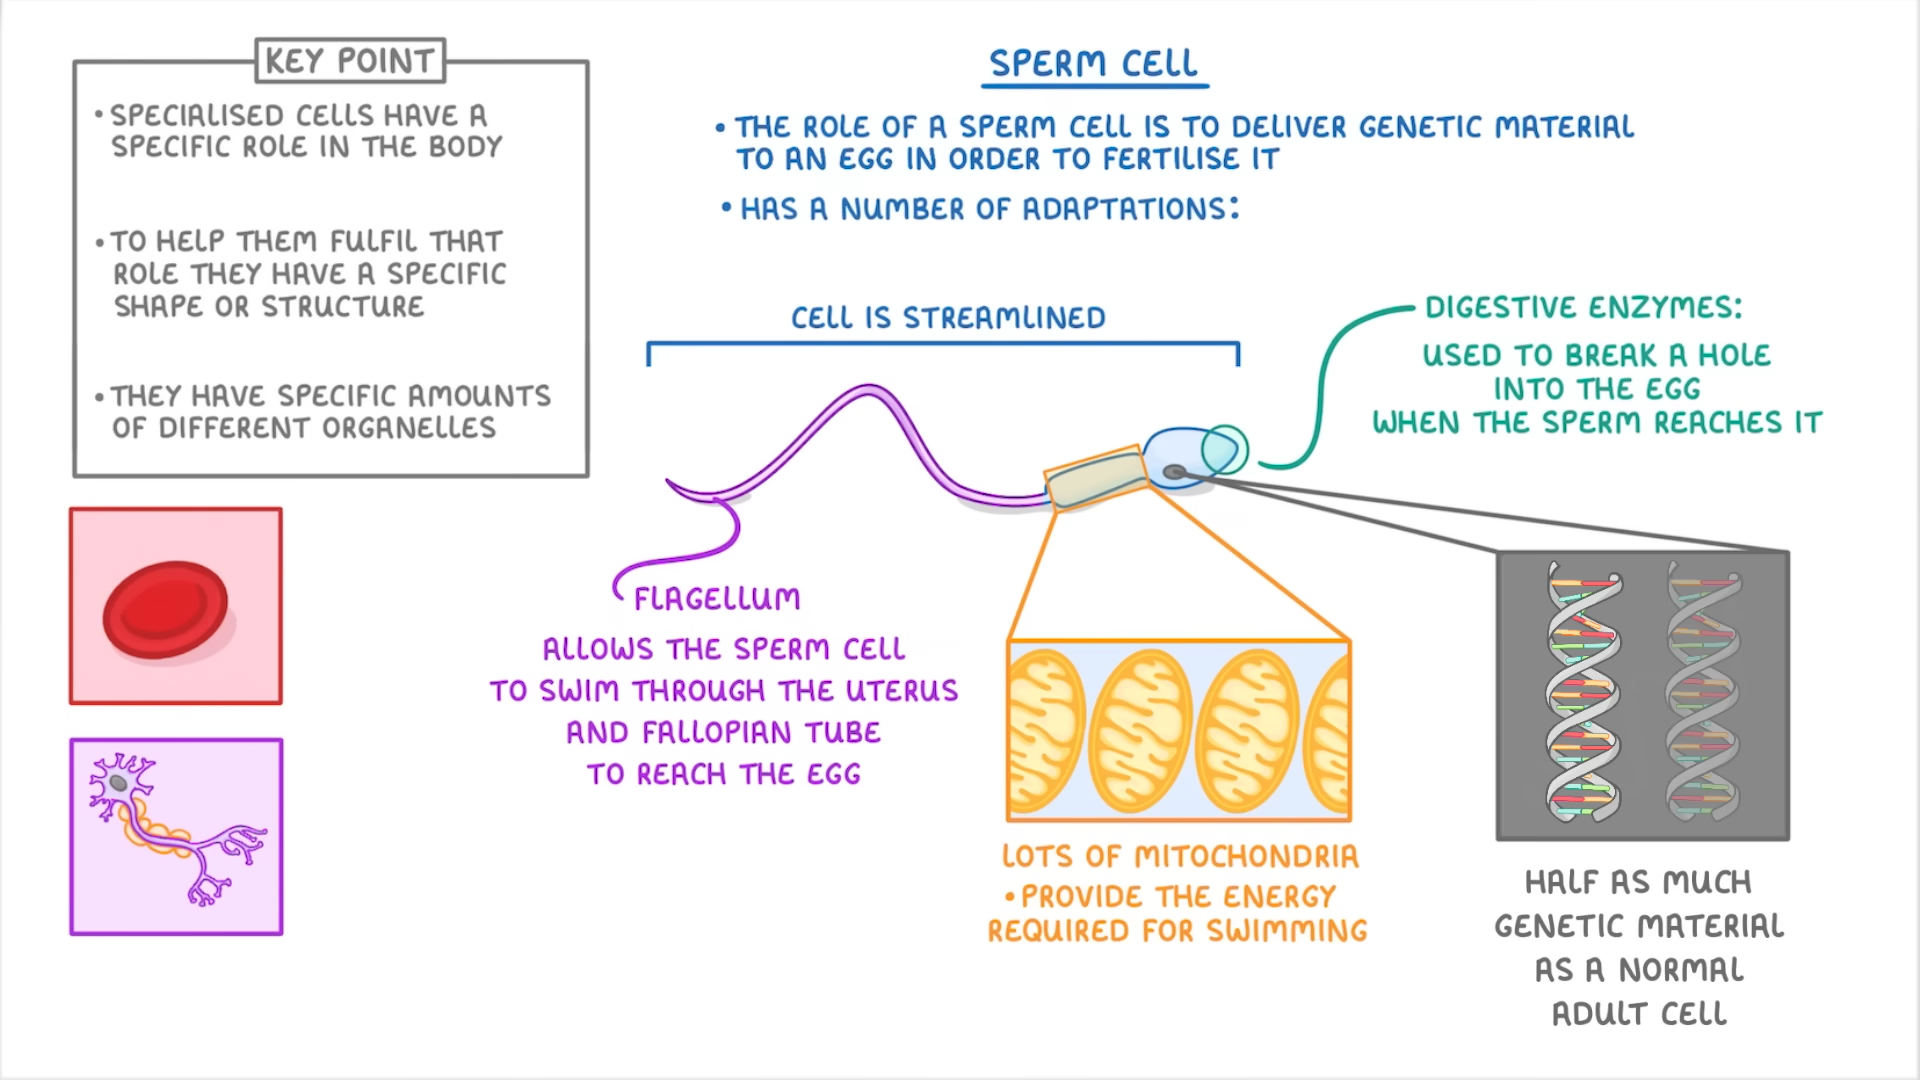 KEY POINT
• SPECIALISED CELLS HAVE A
SPECIFIC ROLE IN THE BODY
• TO HELP THEM FULFIL THAT
ROLE THEY HAVE A SPECIFIC
SHAPE OR STRUCTURE
• THEY HAVE SPECIFIC AMOUNTS
OF DIFFERENT ORGANELLES
SPERM CELL
• THE ROLE OF A SPERM CELL IS TO DELIVER GENETIC MATERIAL
TO AN EGG IN ORDER TO FERTILISE IT
• HAS A NUMBER OF ADAPTATIONS:
CELL IS STREAMLINED
DIGESTIVE ENZYMES:
USED TO BREAK A HOLE
INTO THE EGG
WHEN THE SPERM REACHES IT
FLAGELLUM
ALLOWS THE SPERM CELL
TO SWIM THROUGH THE UTERUS
AND FALLOPIAN TUBE
TO REACH THE EGG
LOTS OF MITOCHONDRIA
• PROVIDE THE ENERGY
REQUIRED FOR SWIMMING
HALF AS MUCH
GENETIC MATERIAL
AS A NORMAL
ADULT CELL